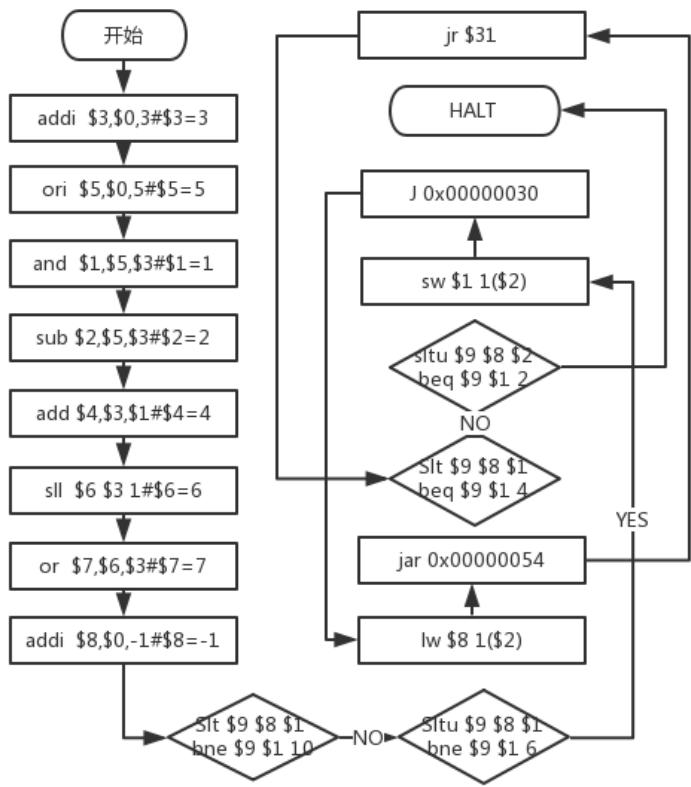 开始
addi $3,$0,3#$3=3
ori $5,$0,5#$5=5
and $1,$5,$3#$1=1
sub $2,$5,$3#$2=2
add $4,$3,$1#$4=4
sll $6 $3 1#$6=6
or $7,$6,$3#$7=7
addi $8,$0,-1#$8=-1
Slt $9 $8 $1
bne $9 $1 10
NO
Sltu $9 $8 $1
bne $9 $1 6
YES
jr $31
HALT
J 0x00000030
sw $1 1($2)
sltu $9 $8 $2
beq $9 $1 2
NO
Slt $9 $8 $1
beq $9 $1 4
jar 0x00000054
lw $8 1($2)